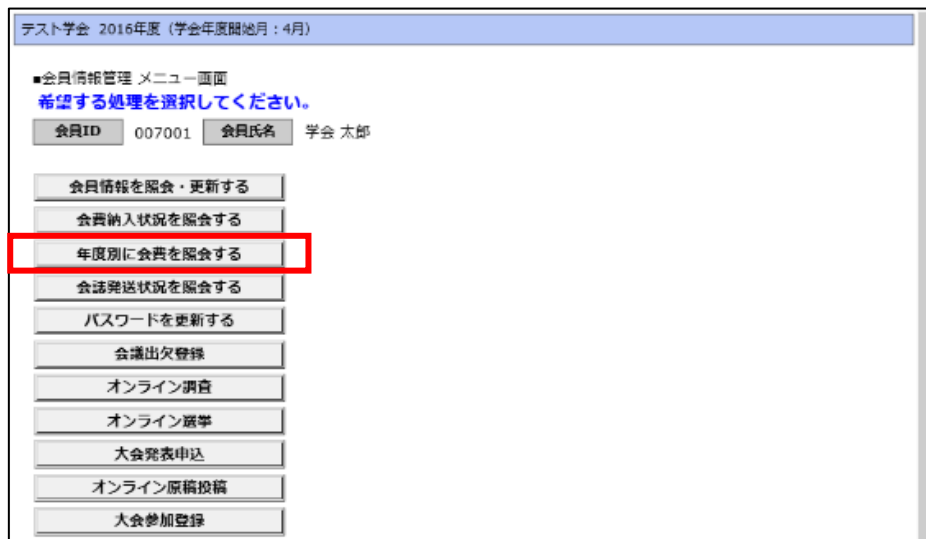 テスト学会 2016年度（学会年度開始月：4月）
■会員情報管理 メニュー画面
希望する処理を選択してください。
会員ID 007001 会員氏名 学会 太郎
会員情報を照会・更新する
会費納入状況を照会する
年度別に会費を照会する
会誌発送状況を照会する
パスワードを更新する
会議出欠登録
オンライン調査
オンライン選挙
大会発表申込
オンライン原稿投稿
大会参加登録